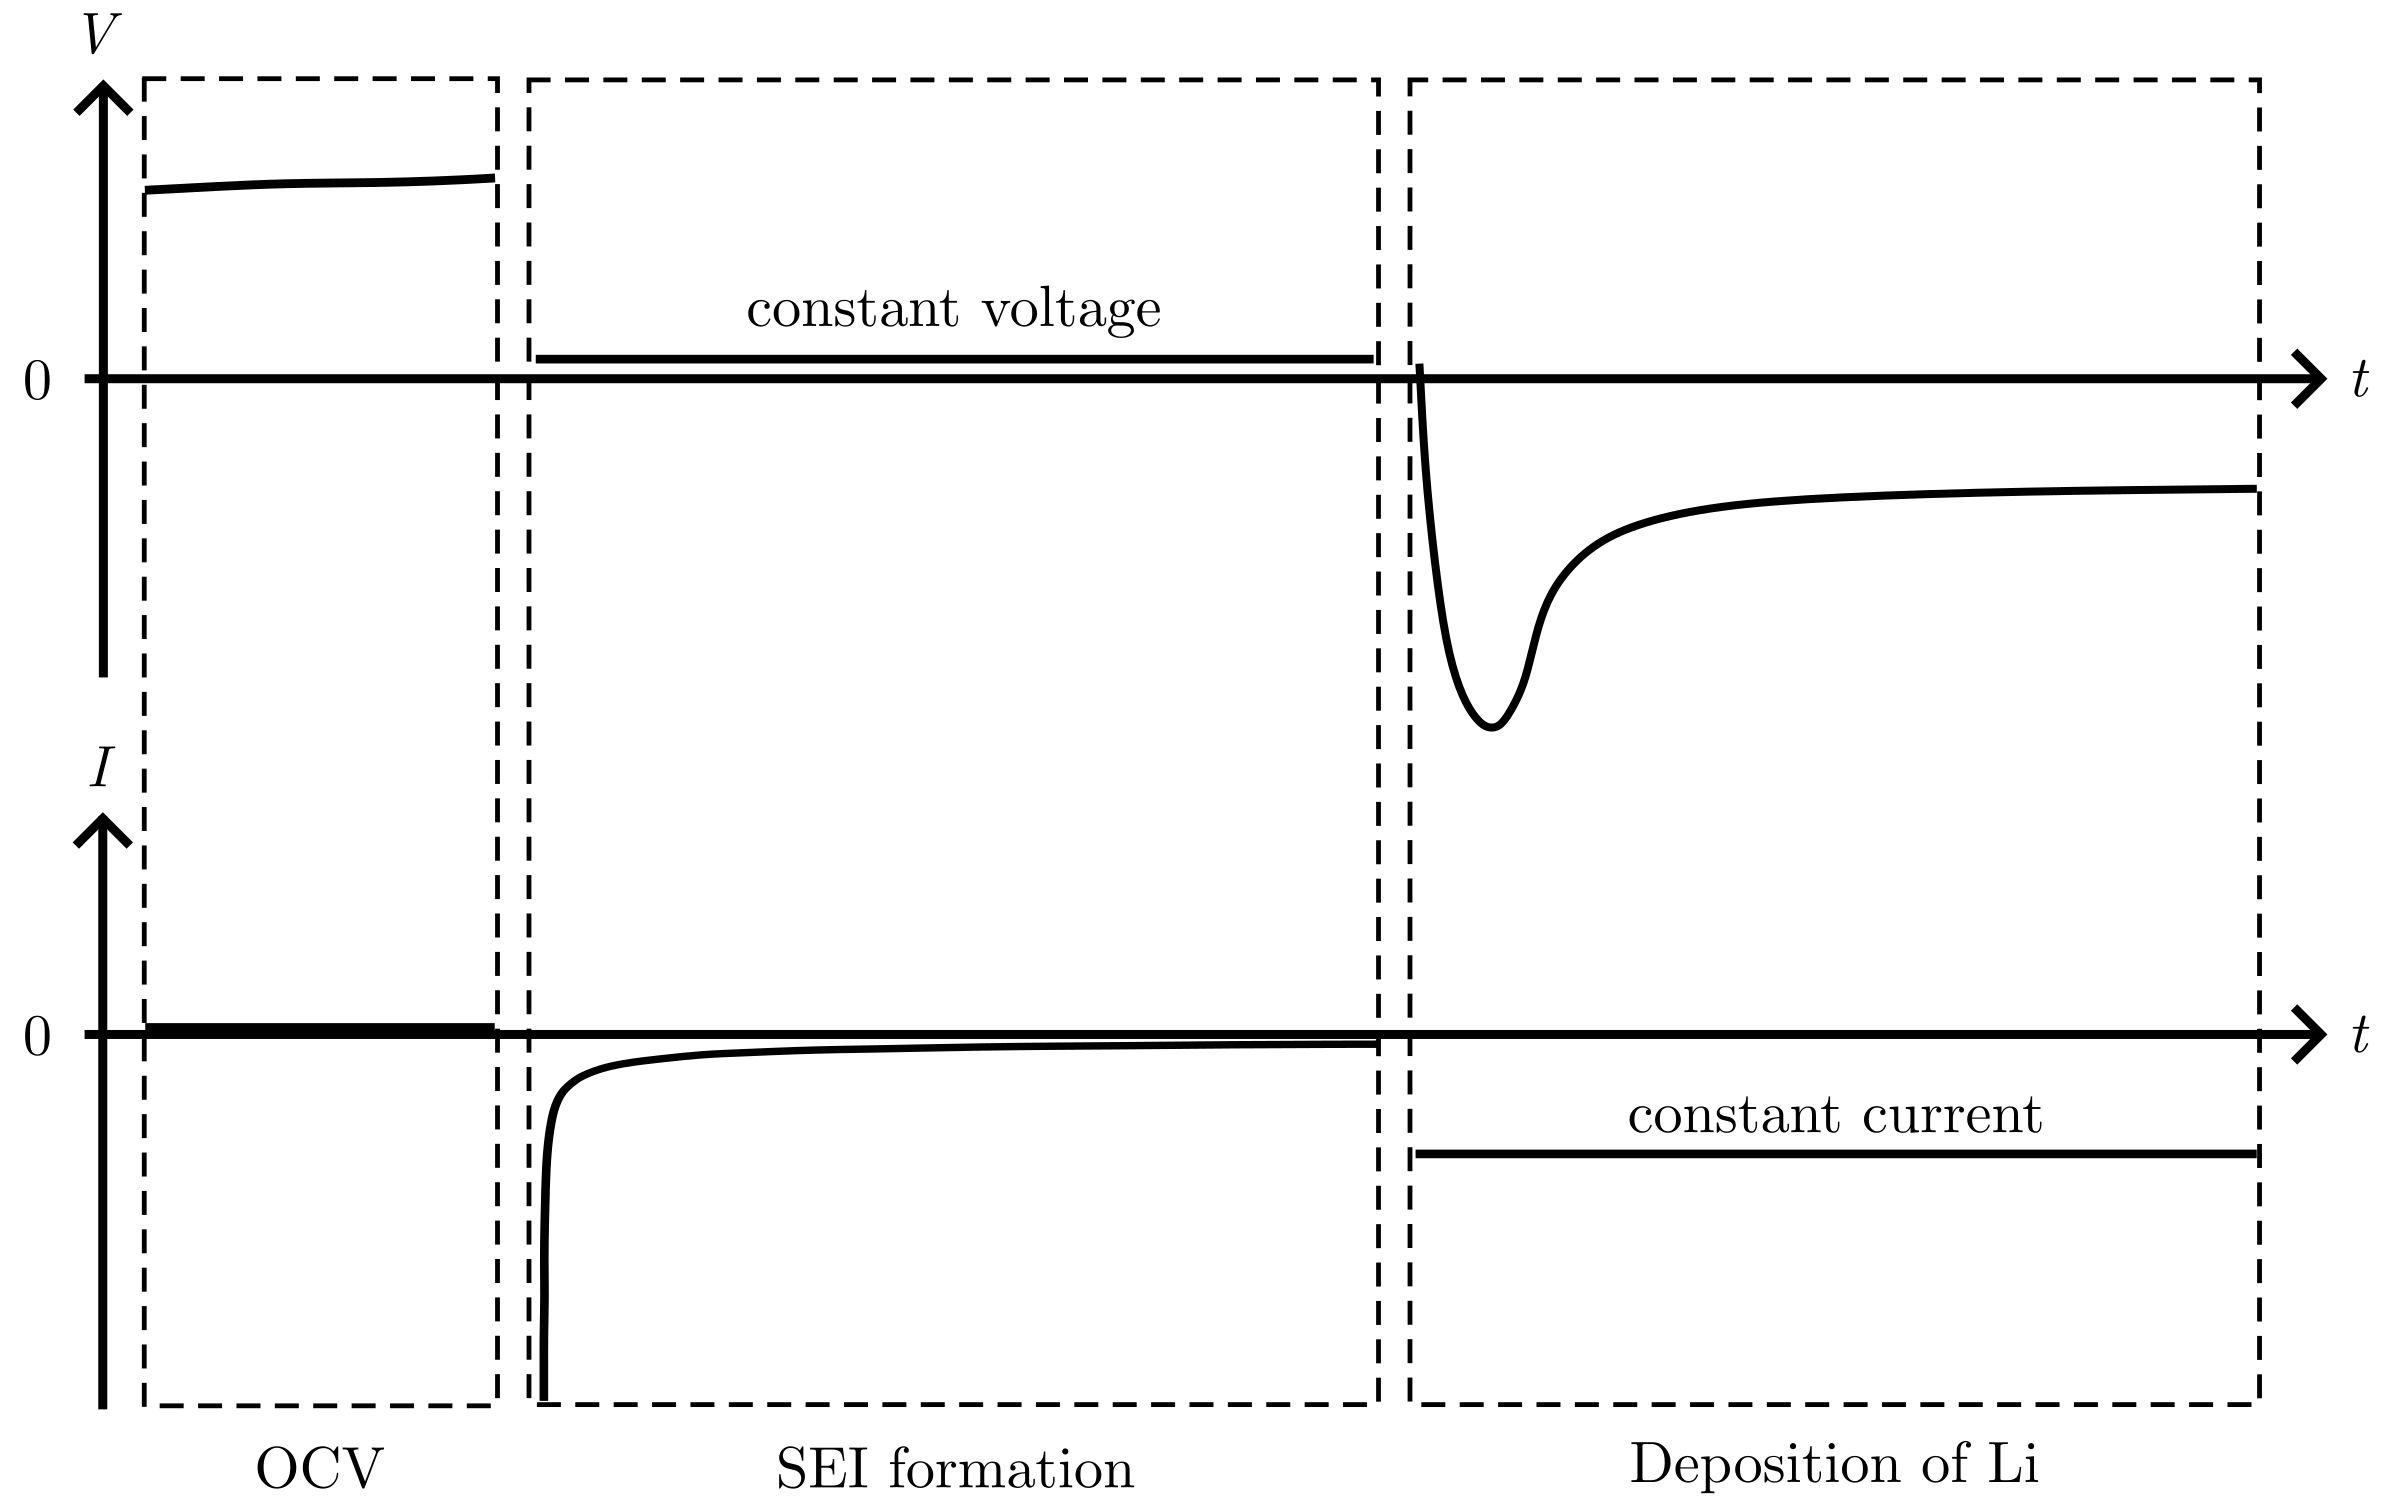 V
constant voltage
0
t
I
0
t
constant current
OCV
SEI formation
Deposition of Li